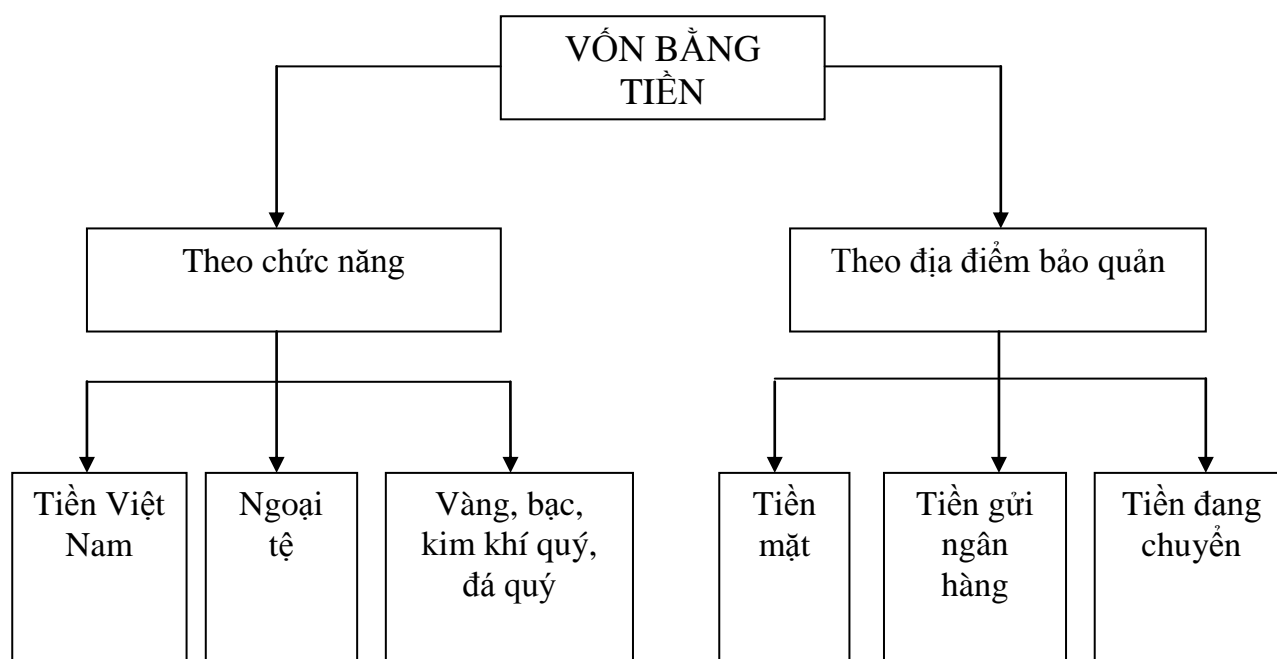 VỐN BẰNG
TIỀN
Theo chức năng
Theo địa điểm bảo quản
Tiền Việt
Nam
Ngoại
tệ
Vàng, bạc,
kim khí quý,
đá quý
Tiền
mặt
Tiền gửi
ngân
hàng
Tiền đang
chuyển